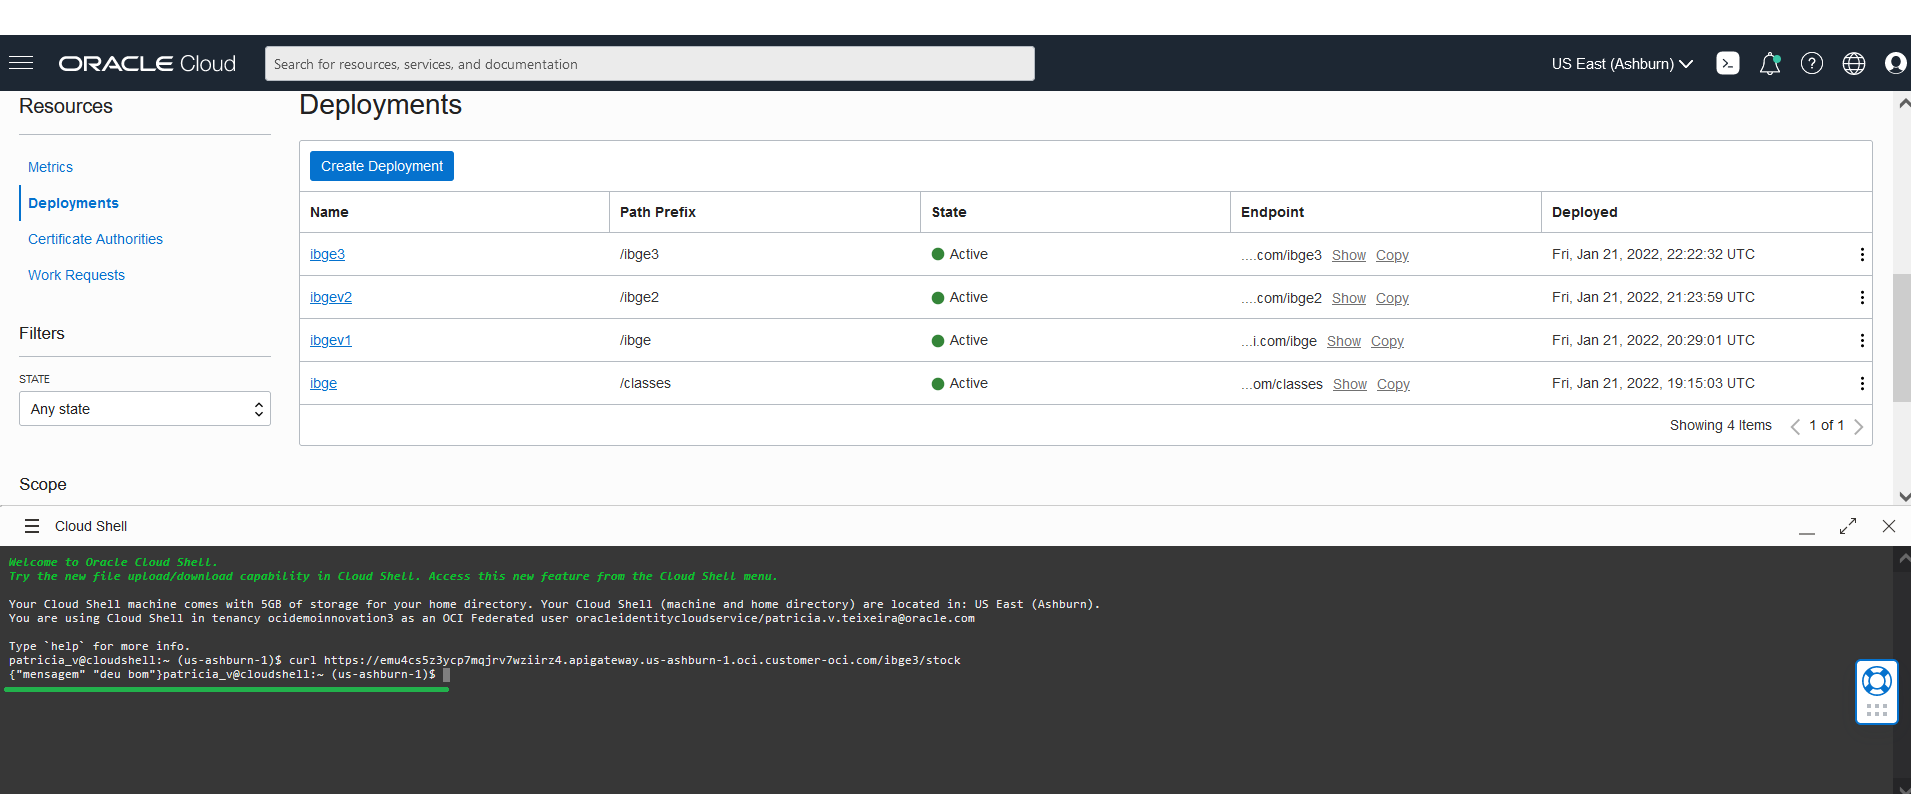 ORACLE Cloud
Search for resources, services, and documentation
US East (Ashburn)
Resources
Metrics
Deployments
Certificate Authorities
Work Requests
Filters
STATE
Any state
Scope
Deployments
Create Deployment
Name Path Prefix State Endpoint Deployed
ibge3 /ibge3 Active ....com/ibge3 Show Copy Fri, Jan 21, 2022, 22:22:32 UTC
ibgev2 /ibge2 Active ....com/ibge2 Show Copy Fri, Jan 21, 2022, 21:23:59 UTC
ibgev1 /ibge Active ...i.com/ibge Show Copy Fri, Jan 21, 2022, 20:29:01 UTC
ibge /classes Active ...om/classes Show Copy Fri, Jan 21, 2022, 19:15:03 UTC
Showing 4 Items 1 of 1
Cloud Shell
Welcome to Oracle Cloud Shell.
Try the new file upload/download capability in Cloud Shell. Access this new feature from the Cloud Shell menu.
Your Cloud Shell machine comes with 5GB of storage for your home directory. Your Cloud Shell (machine and home directory) are located in: US East (Ashburn).
You are using Cloud Shell in tenancy ocidemoinnovation3 as an OCI Federated user oracleidentitycloudservice/patricia.v.teixeira@oracle.com
Type `help` for more info.
patricia_v@cloudshell:~ (us-ashburn-1)$ curl https://emu4cs5z3ycp7mqjrv7wziirz4.apigateway.us-ashburn-1.oci.customer-oci.com/ibge3/stock
{"mensagem" "deu bom"}patricia_v@cloudshell:~ (us-ashburn-1)$